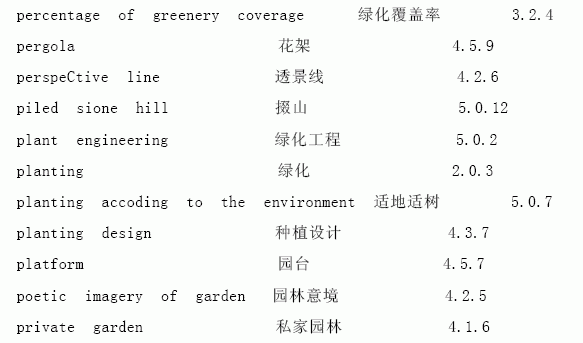 percentage of greenery coverage 绿化覆盖率 3.2.4
pergola 花架 4.5.9
perspeCtive line 透景线 4.2.6
piled sione hill 掇山 5.0.12
plant engineering 绿化工程 5.0.2
planting 绿化 2.0.3
planting accoding to the environment 适地适树 5.0.7
planting design 种植设计 4.3.7
platform 园台 4.5.7
poetic imagery of garden 园林意境 4.2.5
private garden 私家园林 4.1.6